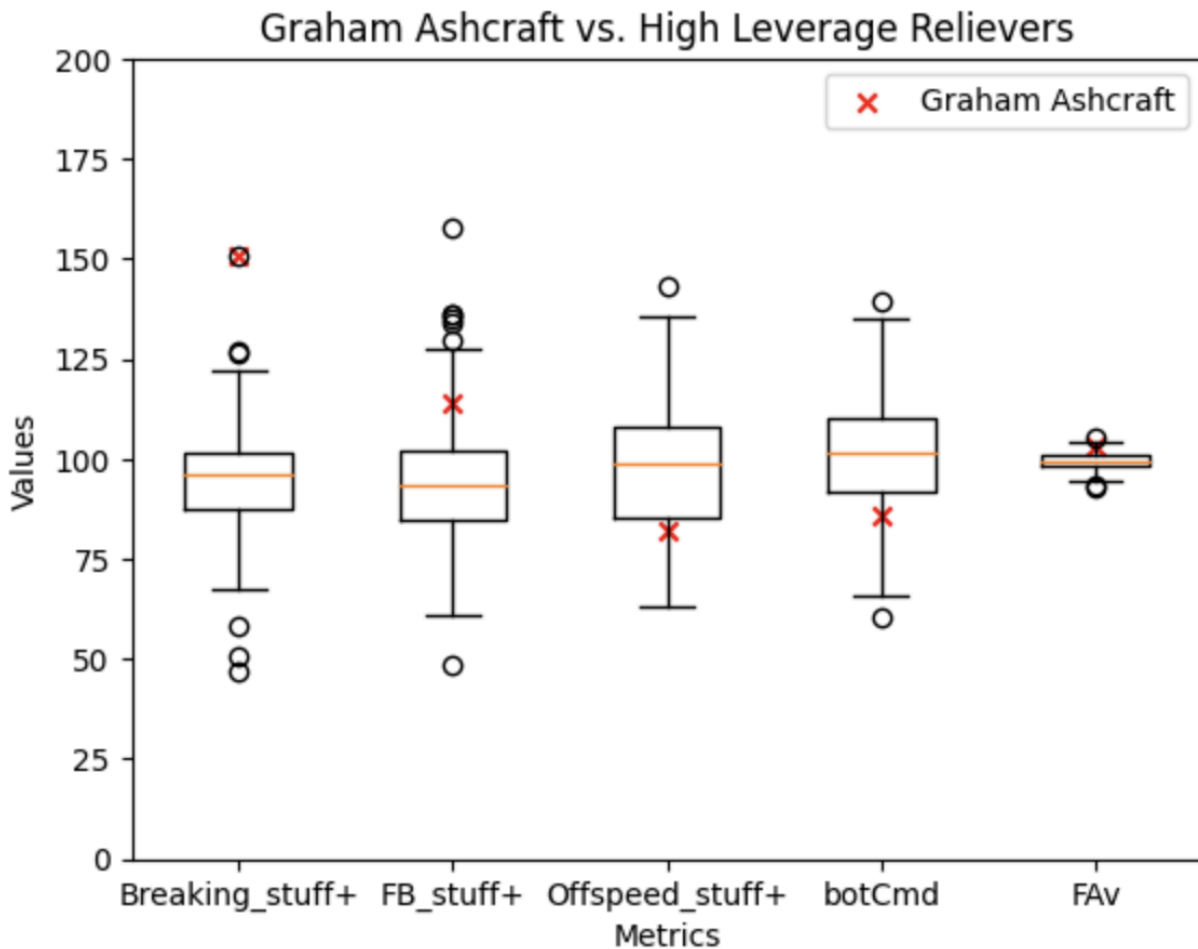 Graham Ashcraft vs. High Leverage Relievers
Graham Ashcraft
200
175
150
125
100
75
50
25
0
Values
Breaking_stuff+ FB_stuff+ Offspeed_stuff+ botCmd FAv
Metrics